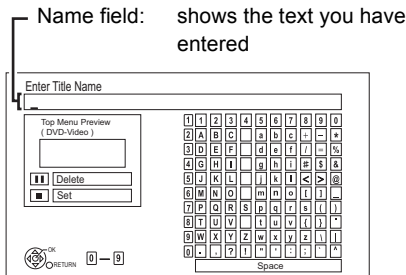 Name field: shows the text you have
entered
Enter Title Name
_
Top Menu Preview
( DVD-Video )
Delete
Set
OK
RETURN
0 – 9
1 1 2 3 4 5 6 7 8 9 0
2 A B C a b c + – *
3 D E F d e f / = %
4 G H I g h i # $ &
5 J K L j k l < > @
6 M N O m n o [ ] _
7 P Q R S p q r s ( )
8 T U V t u v { }
9 W X Y Z w x y z \ |
0 . , ? ! " ' : ; ` ^
Space